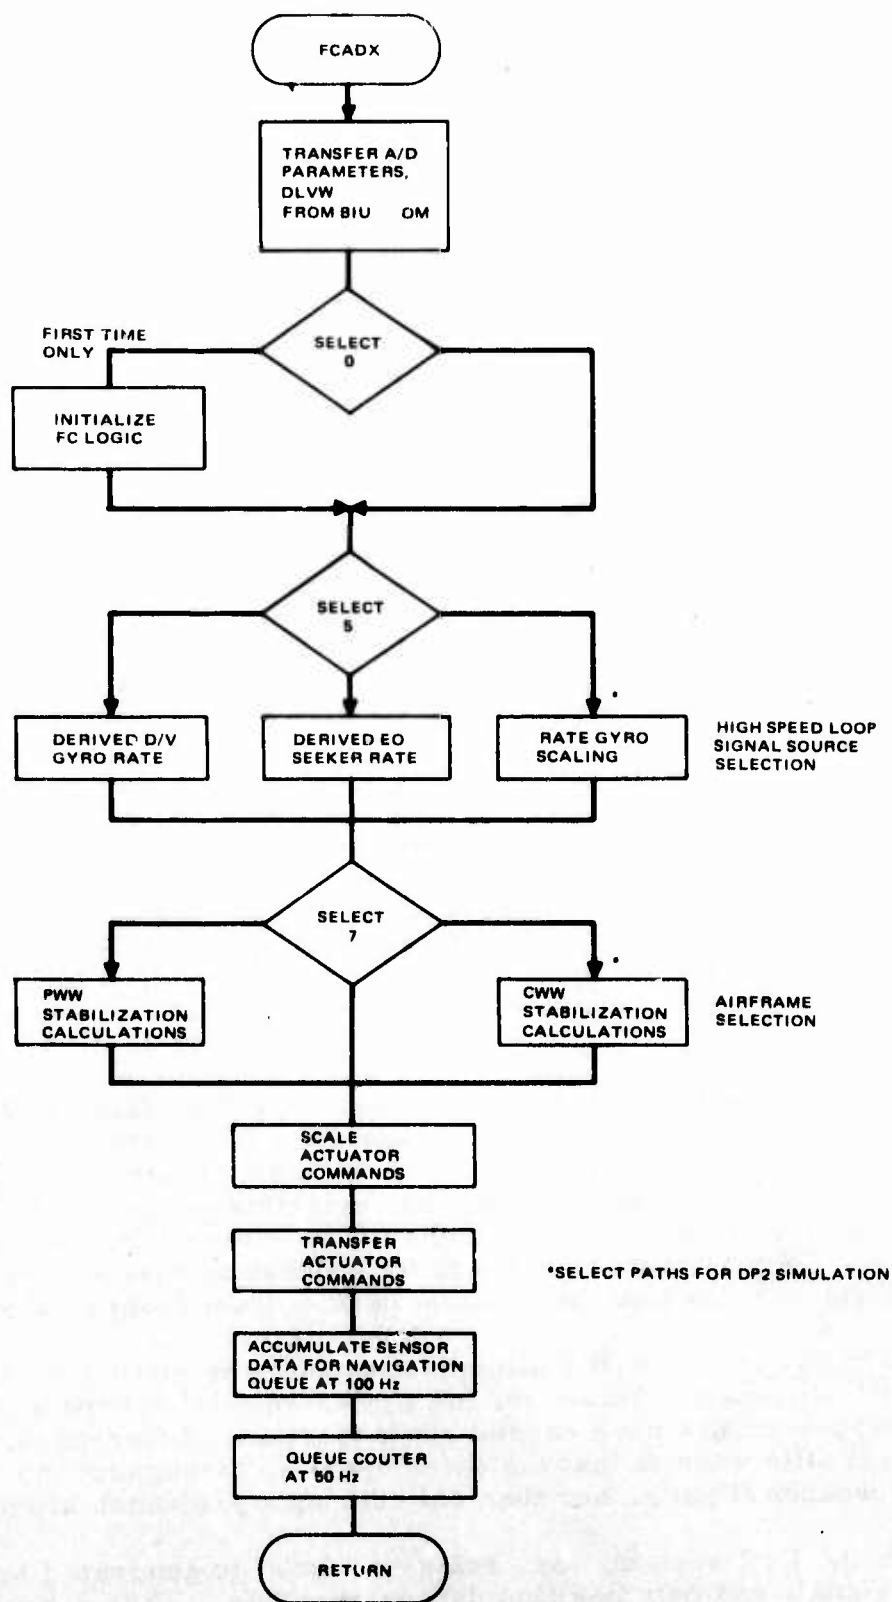 FCADX
TRANSFER A/D
PARAMETERS,
DLVW
FROM BIU OM
SELECT
0
FIRST TIME
ONLY
INITIALIZE
FC LOGIC
SELECT
5
DERIVED D/V
GYRO RATE
DERIVED EO
SEEKER RATE
RATE GYRO
SCALING
HIGH SPEED LOOP
SIGNAL SOURCE
SELECTION
SELECT
7
PWW
STABILIZATION
CALCULATIONS
CWW
STABILIZATION
CALCULATIONS
AIRFRAME
SELECTION
SCALE
ACTUATOR
COMMANDS
TRANSFER
ACTUATOR
COMMANDS
*SELECT PATHS FOR DP2 SIMULATION
ACCUMULATE SENSOR
DATA FOR NAVIGATION
QUEUE AT 100 Hz
QUEUE COUTER
AT 50 Hz
RETURN